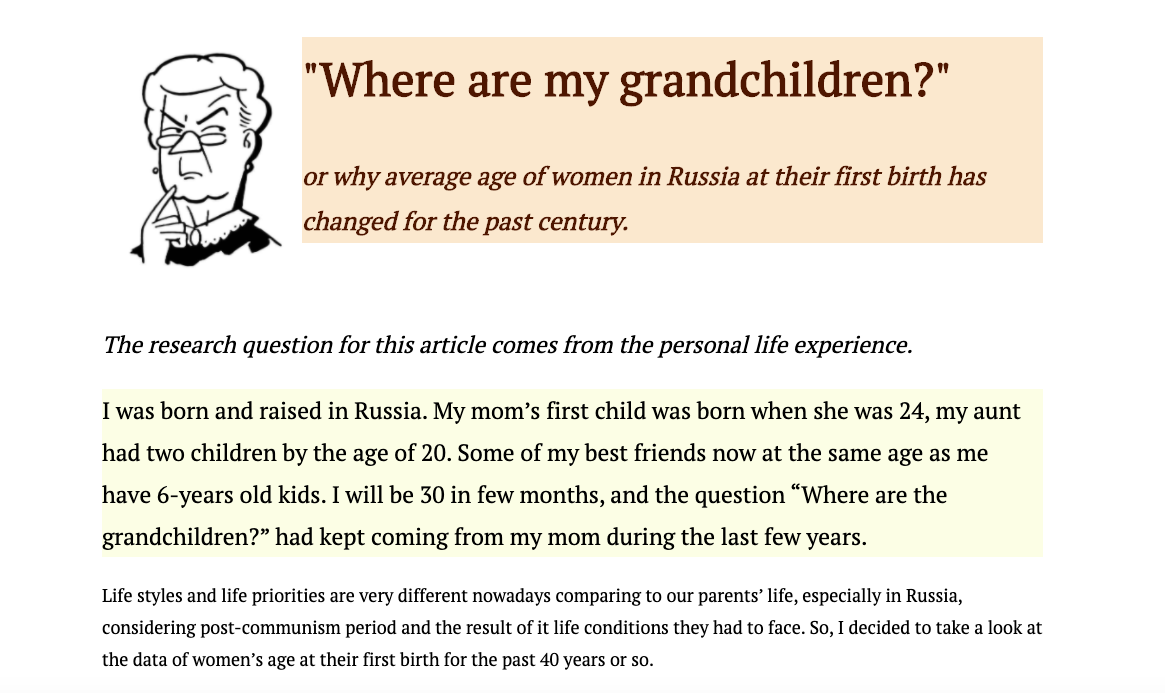 "Where are my grandchildren?"
or why average age of women in Russia at their first birth has
changed for the past century.
The research question for this article comes from the personal life experience.
I was born and raised in Russia. My mom’s first child was born when she was 24, my aunt
had two children by the age of 20. Some of my best friends now at the same age as me
have 6-years old kids. I will be 30 in few months, and the question “Where are the
grandchildren?” had kept coming from my mom during the last few years.
Life styles and life priorities are very different nowadays comparing to our parents’ life, especially in Russia,
considering post-communism period and the result of it life conditions they had to face. So, I decided to take a look at
the data of women’s age at their first birth for the past 40 years or so.